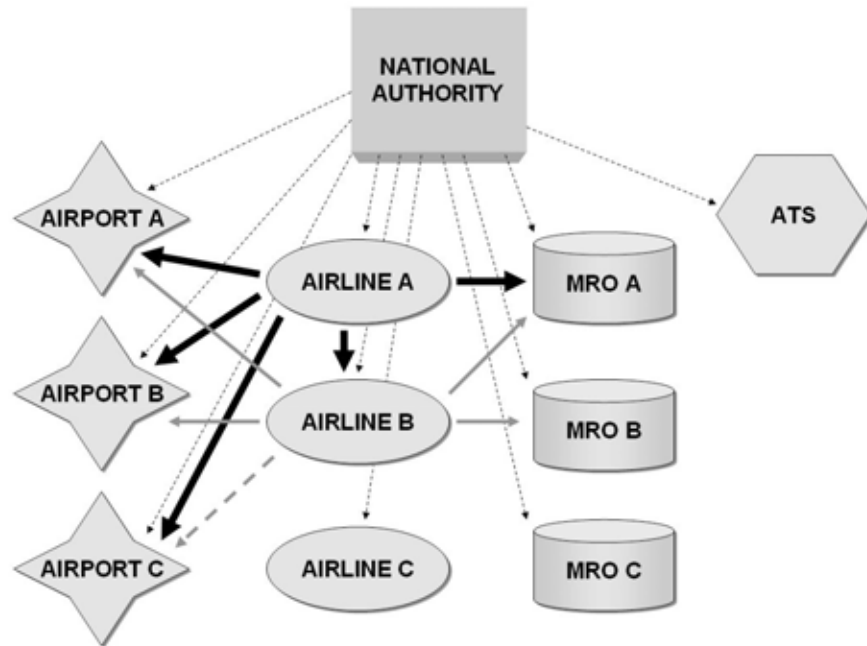 NATIONAL
AUTHORITY
AIRPORT A
ATS
AIRLINE A
MRO A
AIRPORT B
AIRLINE B
MRO B
AIRPORT C
AIRLINE C
MRO C